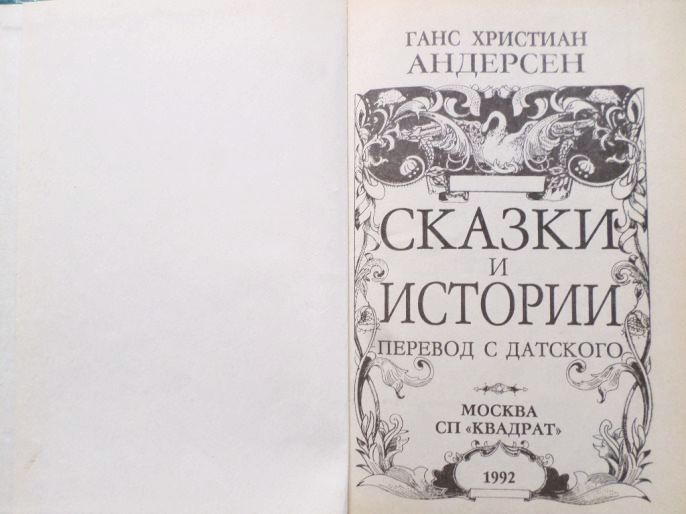 ГАНС ХРИСТИАН
АНДЕРСЕН
СКАЗКИ
И
ИСТОРИИ
ПЕРЕВОД С ДАТСКОГО
МОСКВА
СП «КВАДРАТ»
1992